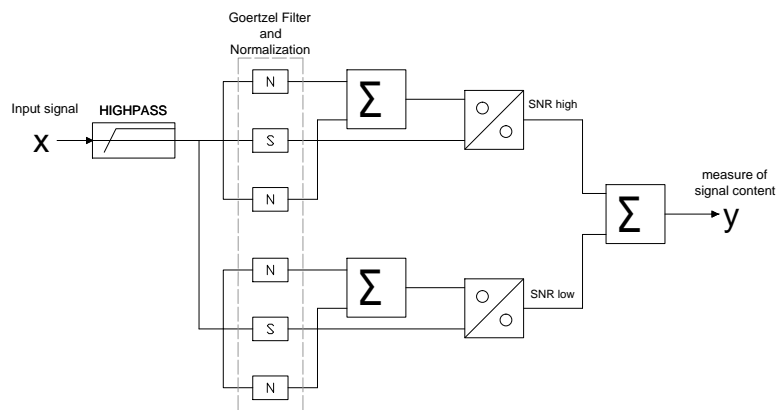 Goertzel Filter
and
Normalization
Input signal
HIGHPASS
x
N
S
N
Σ
SNR high
N
S
N
Σ
SNR low
Σ
measure of
signal content
y